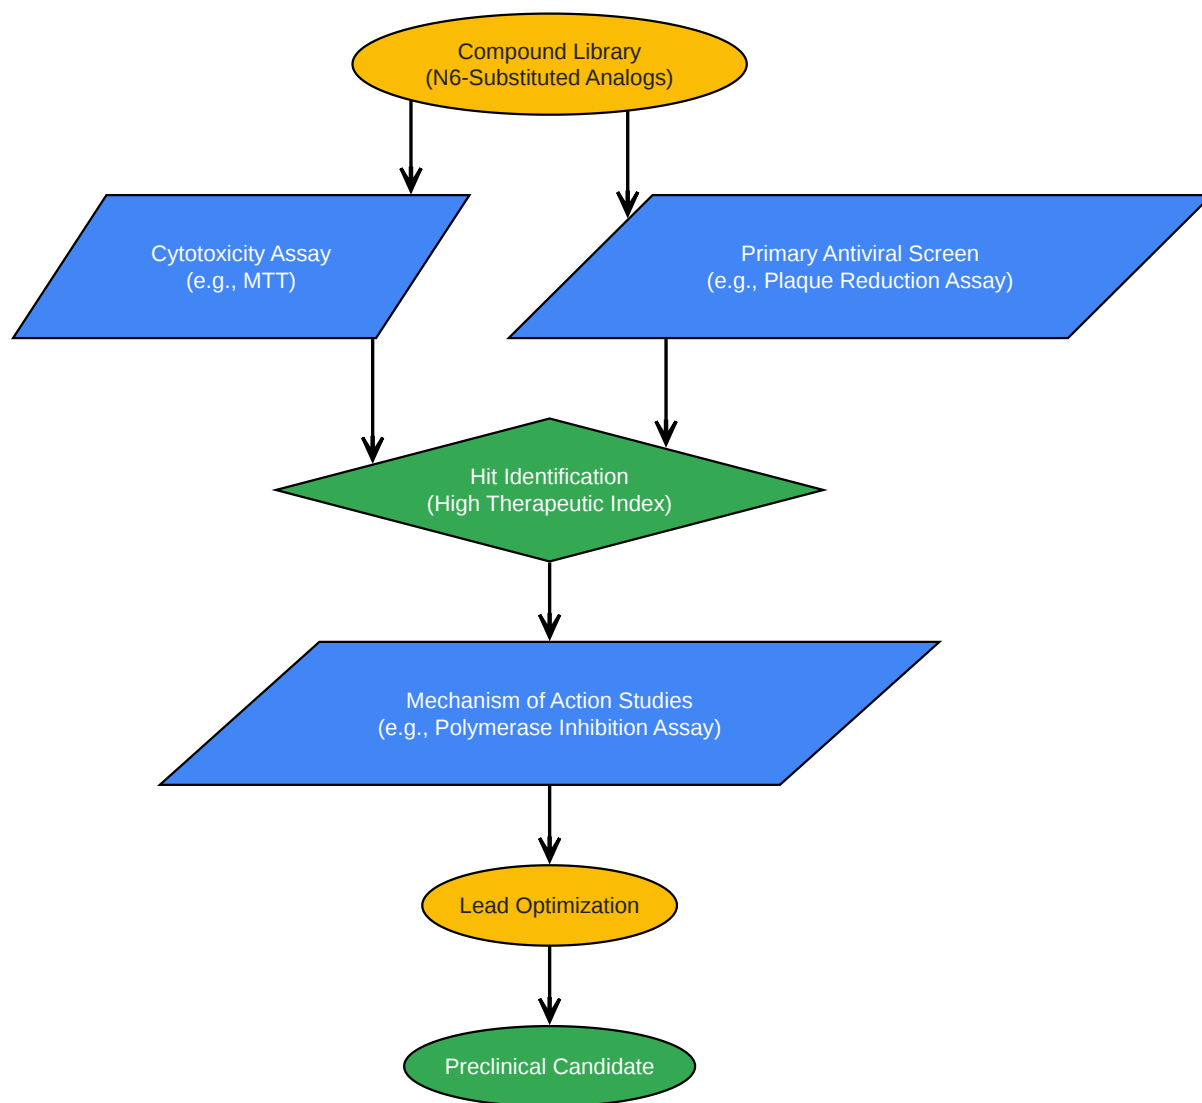 Compound Library
(N6-Substituted Analogs)
Cytotoxicity Assay
(e.g., MTT)
Primary Antiviral Screen
(e.g., Plaque Reduction Assay)
Hit Identification
(High Therapeutic Index)
Mechanism of Action Studies
(e.g., Polymerase Inhibition Assay)
Lead Optimization
Preclinical Candidate